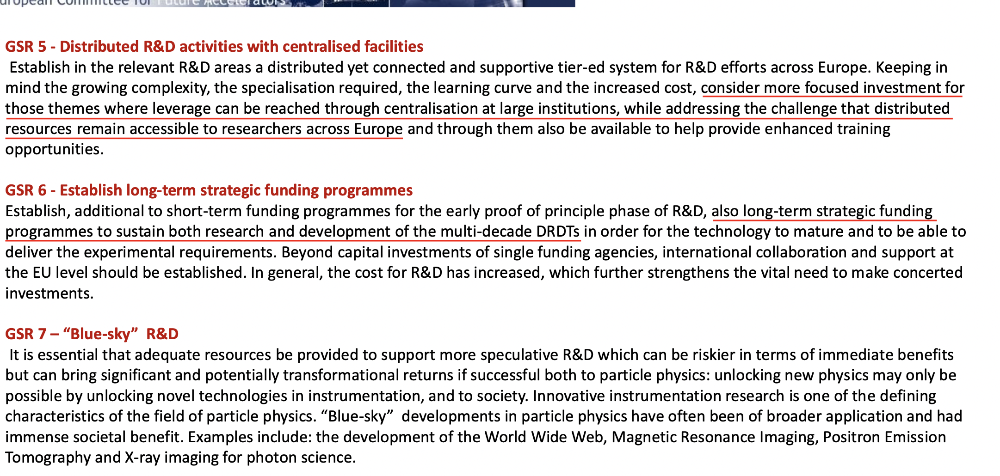 European Committee for Future Accelerators
GSR 5 - Distributed R&D activities with centralised facilities
Establish in the relevant R&D areas a distributed yet connected and supportive tier-ed system for R&D efforts across Europe. Keeping in
mind the growing complexity, the specialisation required, the learning curve and the increased cost, consider more focused investment for
those themes where leverage can be reached through centralisation at large institutions, while addressing the challenge that distributed
resources remain accessible to researchers across Europe and through them also be available to help provide enhanced training
opportunities.
GSR 6 - Establish long-term strategic funding programmes
Establish, additional to short-term funding programmes for the early proof of principle phase of R&D, also long-term strategic funding
programmes to sustain both research and development of the multi-decade DRDTs in order for the technology to mature and to be able to
deliver the experimental requirements. Beyond capital investments of single funding agencies, international collaboration and support at
the EU level should be established. In general, the cost for R&D has increased, which further strengthens the vital need to make concerted
investments.
GSR 7 – “Blue-sky” R&D
It is essential that adequate resources be provided to support more speculative R&D which can be riskier in terms of immediate benefits
but can bring significant and potentially transformational returns if successful both to particle physics: unlocking new physics may only be
possible by unlocking novel technologies in instrumentation, and to society. Innovative instrumentation research is one of the defining
characteristics of the field of particle physics. “Blue-sky” developments in particle physics have often been of broader application and had
immense societal benefit. Examples include: the development of the World Wide Web, Magnetic Resonance Imaging, Positron Emission
Tomography and X-ray imaging for photon science.